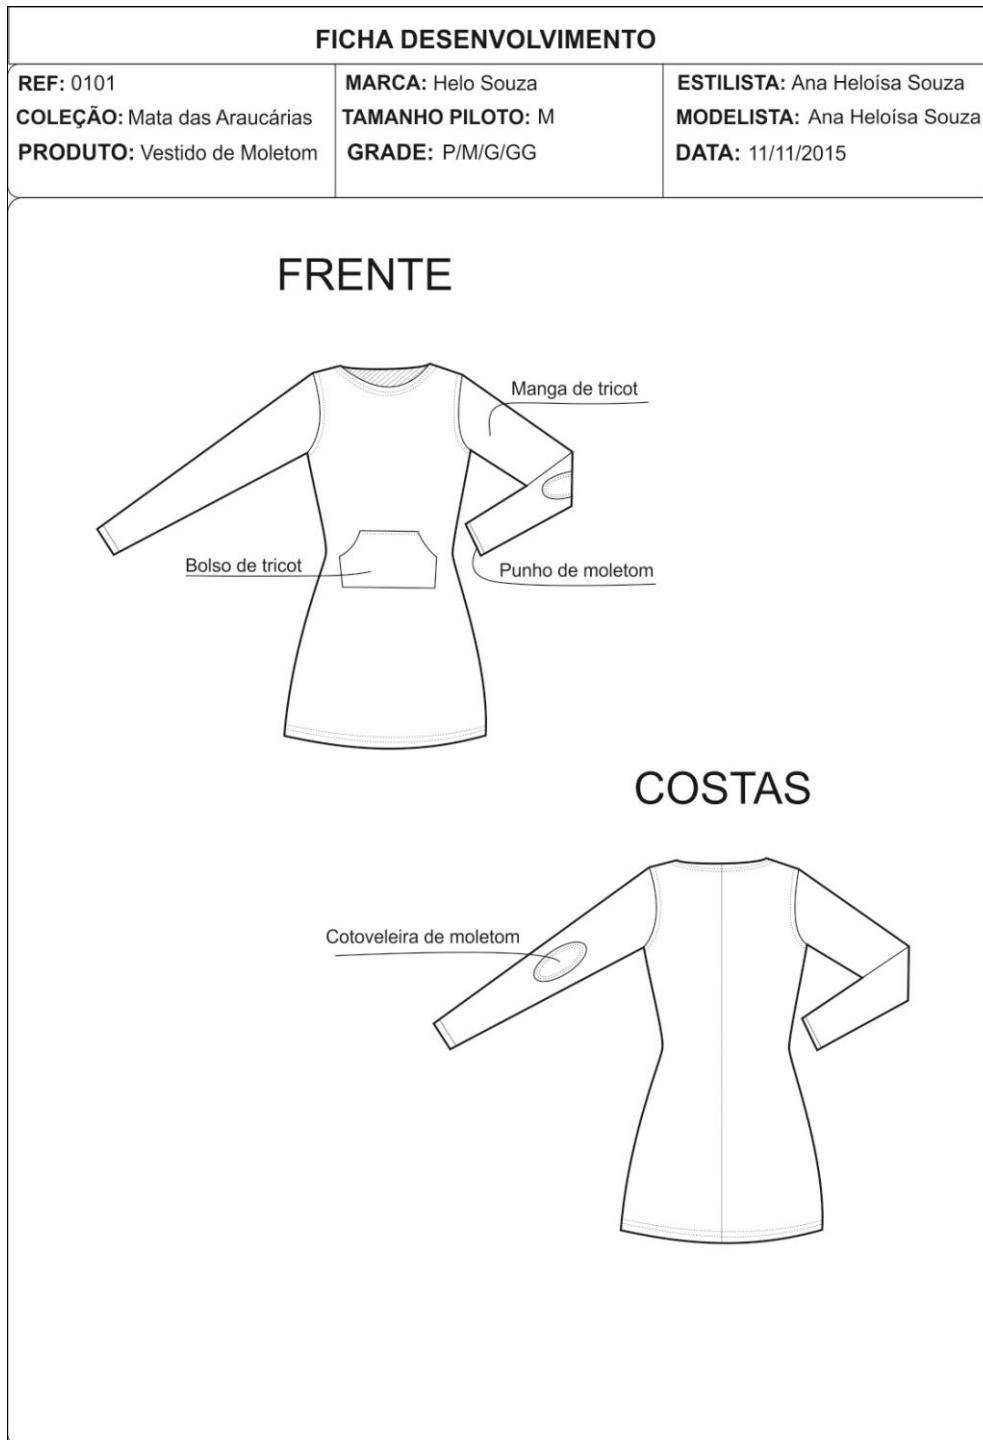 FICHA DESENVOLVIMENTO
REF: 0101
COLEÇÃO: Mata das Araucárias
PRODUTO: Vestido de Moletom
MARCA: Helo Souza
TAMANHO PILOTO: M
GRADE: P/M/G/GG
ESTILISTA: Ana Heloísa Souza
MODELISTA: Ana Heloísa Souza
DATA: 11/11/2015
FRENTE
Manga de tricot
Bolso de tricot
Punho de moletom
COSTAS
Cotoveleira de moletom